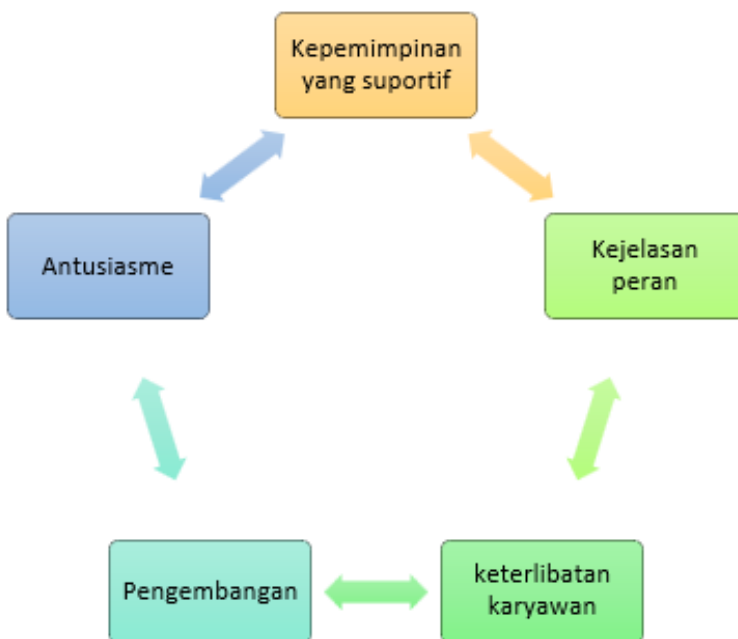 Kepemimpinan
yang suportif
Antusiasme
Kejelasan
peran
Pengembangan
keterlibatan
karyawan